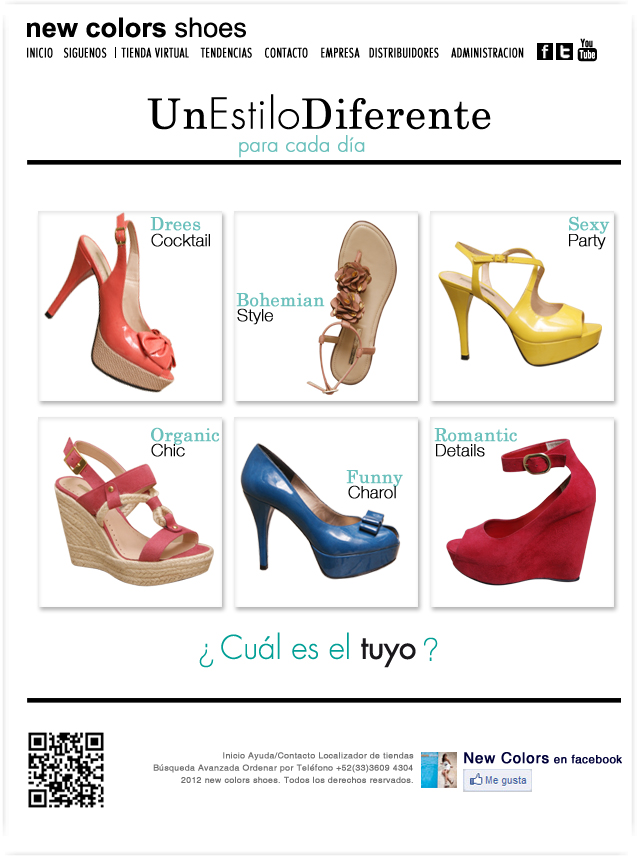 new colors shoes
INICIO SIGUENOS | TIENDA VIRTUAL TENDENCIAS CONTACTO EMPRESA DISTRIBUIDORES ADMINISTRACION f t You Tube
UnEstiloDiferente
para cada día
Drees
Cocktail
Bohemian
Style
Sexy
Party
Organic
Chic
Funny
Charol
Romantic
Details
¿Cuál es el tuyo?
Inicio Ayuda/Contacto Localizador de tiendas
Búsqueda Avanzada Ordenar por Teléfono +52(33)3609 4304
2012 new colors shoes. Todos los derechos resrvados.
New Colors en facebook
Me gusta